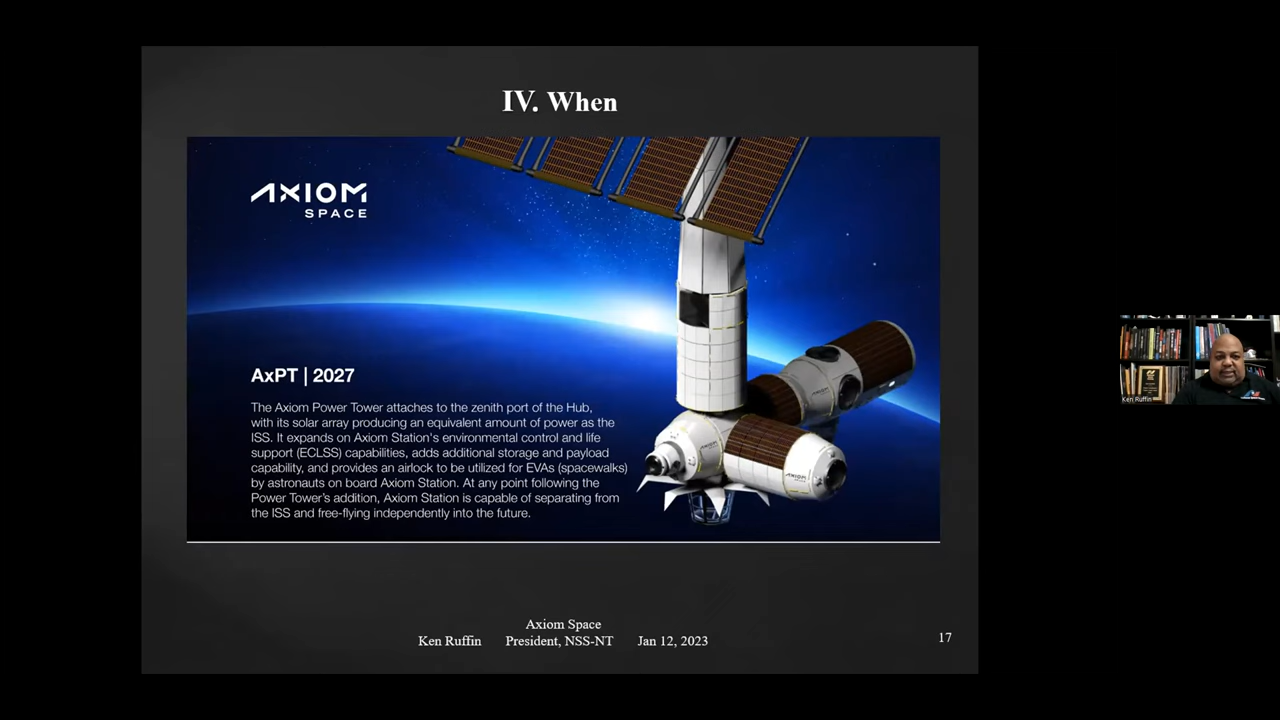 IV. When
AXIOM
SPACE
AxPT | 2027
The Axiom Power Tower attaches to the zenith port of the Hub,
with its solar array producing an equivalent amount of power as the
ISS. It expands on Axiom Station's environmental control and life
support (ECLSS) capabilities, adds additional storage and payload
capability, and provides an airlock to be utilized for EVAs (spacewalks)
by astronauts on board Axiom Station. At any point following the
Power Tower's addition, Axiom Station is capable of separating from
the ISS and free-flying independently into the future.
AXIOM
AXIOM
SPACE
Axiom Space
Ken Ruffin President, NSS-NT Jan 12, 2023
17
Ken Ruffin